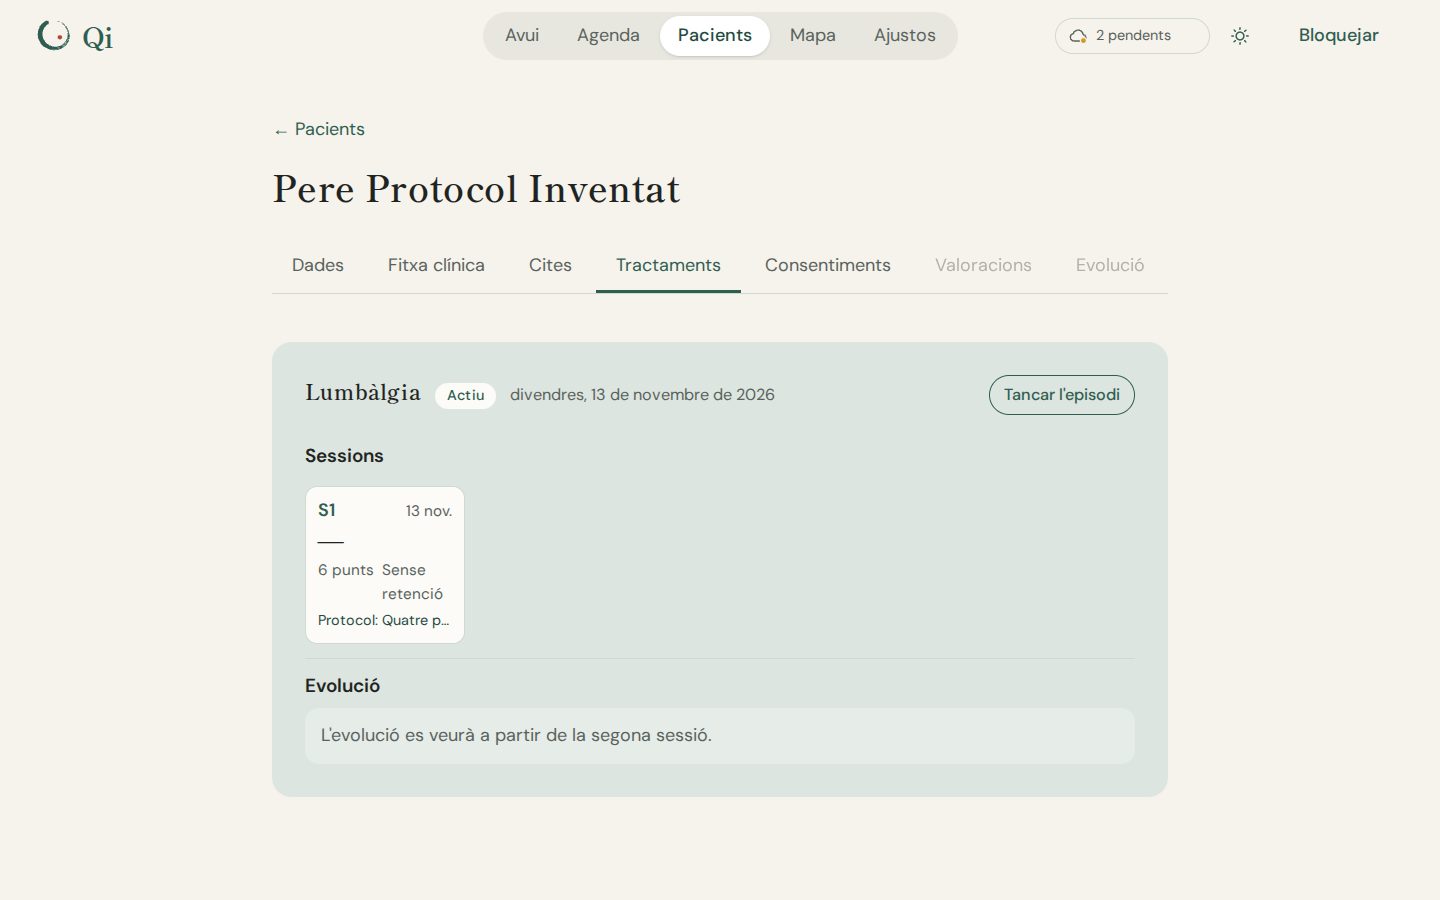 Qi
Avui Agenda Pacients Mapa Ajustos
2 pendents
Bloquejar
← Pacients
Pere Protocol Inventat
Dades Fitxa clínica Cites Tractaments Consentiments Valoracions Evolució
Lumbàlgia Actiu divendres, 13 de novembre de 2026 Tancar l'episodi
Sessions
S1 13 nov.
—
6 punts Sense
retenció
Protocol: Quatre p...
Evolució
L'evolució es veurà a partir de la segona sessió.